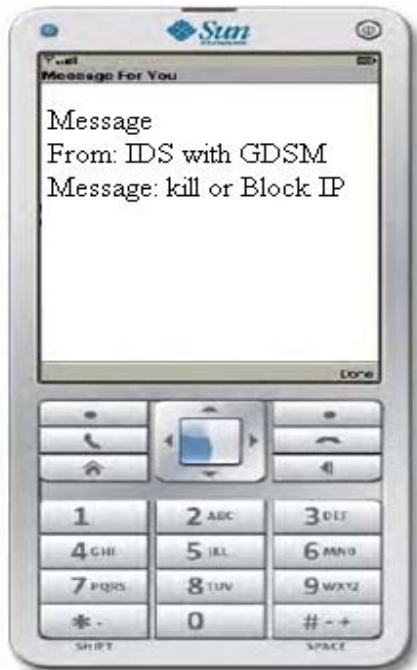 Sun
Message For You
Message
From: IDS with GDSM
Message: kill or Block IP
Done
1
2 ABC
3 DEF
4 GHI
5 JKL
6 MNO
7 PQRS
8 TUV
9 WXYZ
* -
0
# - +
SHIFT
SPACE